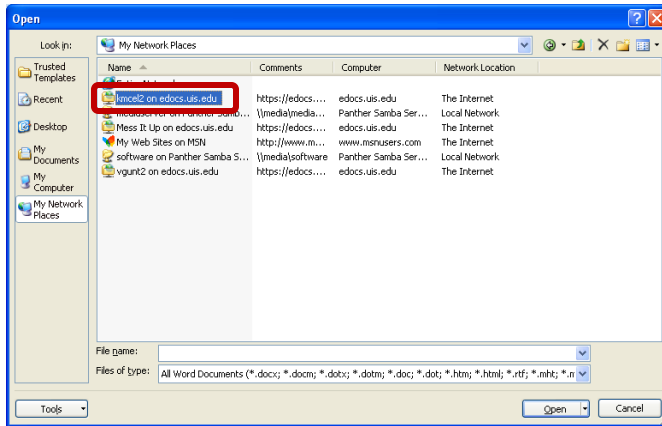 Open
Look in: My Network Places
Trusted Templates
Recent
Desktop
My Documents
My Computer
My Network Places
Name Comments Computer Network Location
kmcel2 on edocs.uis.edu https://edocs.... edocs.uis.edu The Internet
mediaserver on Panther Samb... \\media\media... Panther Samba Ser... Local Network
Mess It Up on edocs.uis.edu https://edocs.... edocs.uis.edu The Internet
My Web Sites on MSN http://www.m... www.msnusers.com The Internet
software on Panther Samba S... \\media\software Panther Samba Ser... Local Network
vgunt2 on edocs.uis.edu https://edocs.... edocs.uis.edu The Internet
File name:
Files of type: All Word Documents (*.docx; *.docm; *.dotx; *.dotm; *.doc; *.dot; *.htm; *.html; *.rtf; *.mht; *.m
Tools Open Cancel